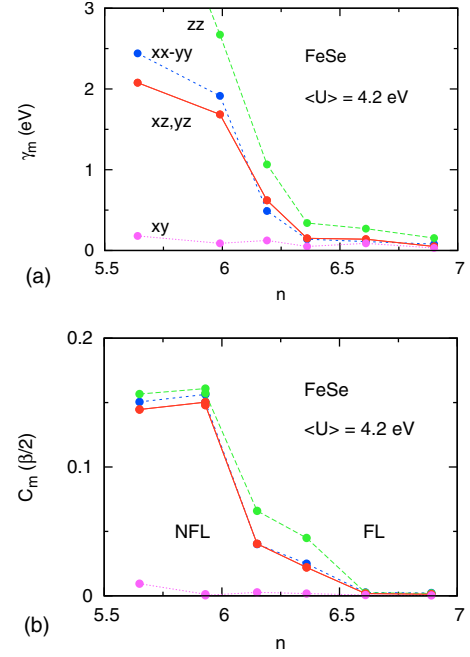 3
zz
xx-yy
FeSe
2
<U> = 4.2 eV
xz,yz
γm (eV)
1
xy
0
5.5
6
6.5
7
(a)
n
0.2
FeSe
<U> = 4.2 eV
Cm (β/2)
0.1
NFL
FL
0
5.5
6
6.5
7
(b)
n